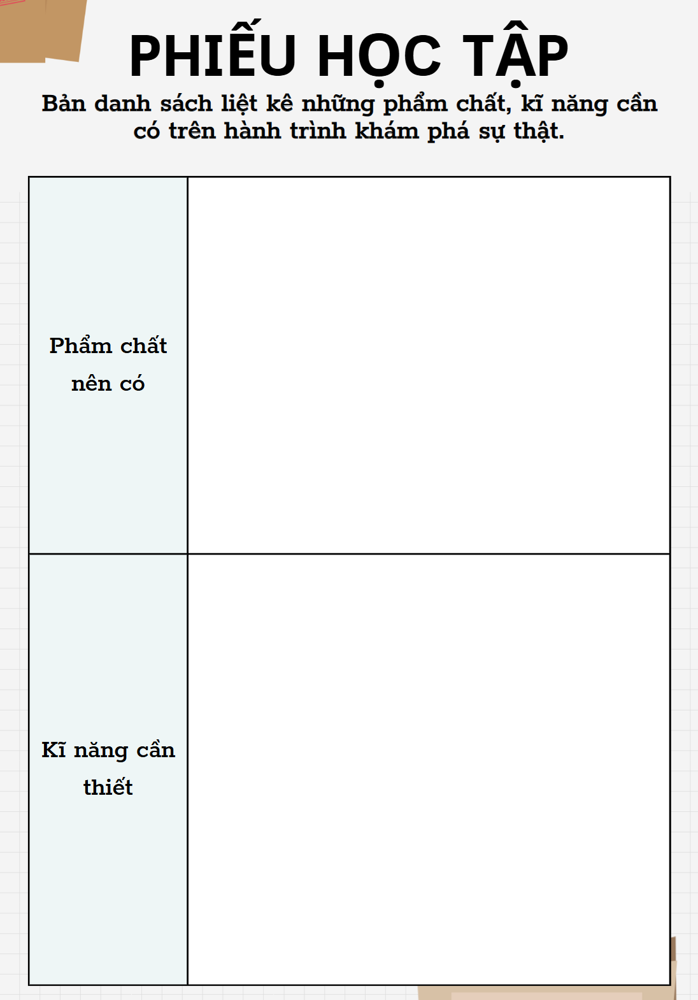 PHIẾU HỌC TẬP
Bản danh sách liệt kê những phẩm chất, kĩ năng cần
có trên hành trình khám phá sự thật.
Phẩm chất
nên có
Kĩ năng cần
thiết